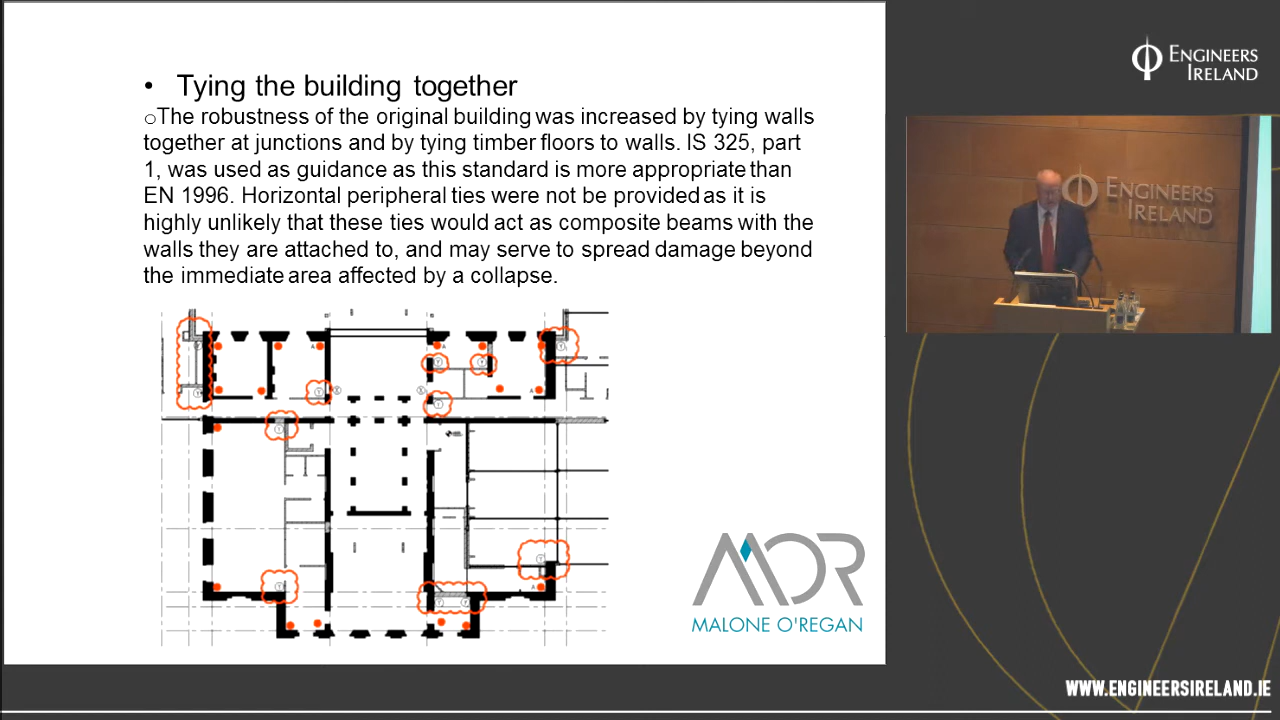 • Tying the building together
oThe robustness of the original building was increased by tying walls
together at junctions and by tying timber floors to walls. IS 325, part
1, was used as guidance as this standard is more appropriate than
EN 1996. Horizontal peripheral ties were not be provided as it is
highly unlikely that these ties would act as composite beams with the
walls they are attached to, and may serve to spread damage beyond
the immediate area affected by a collapse.
MOR
MALONE O'REGAN
ENGINEERS
IRELAND
ENGINEERS
IRELAND
WWW.ENGINEERSIRELAND.IE